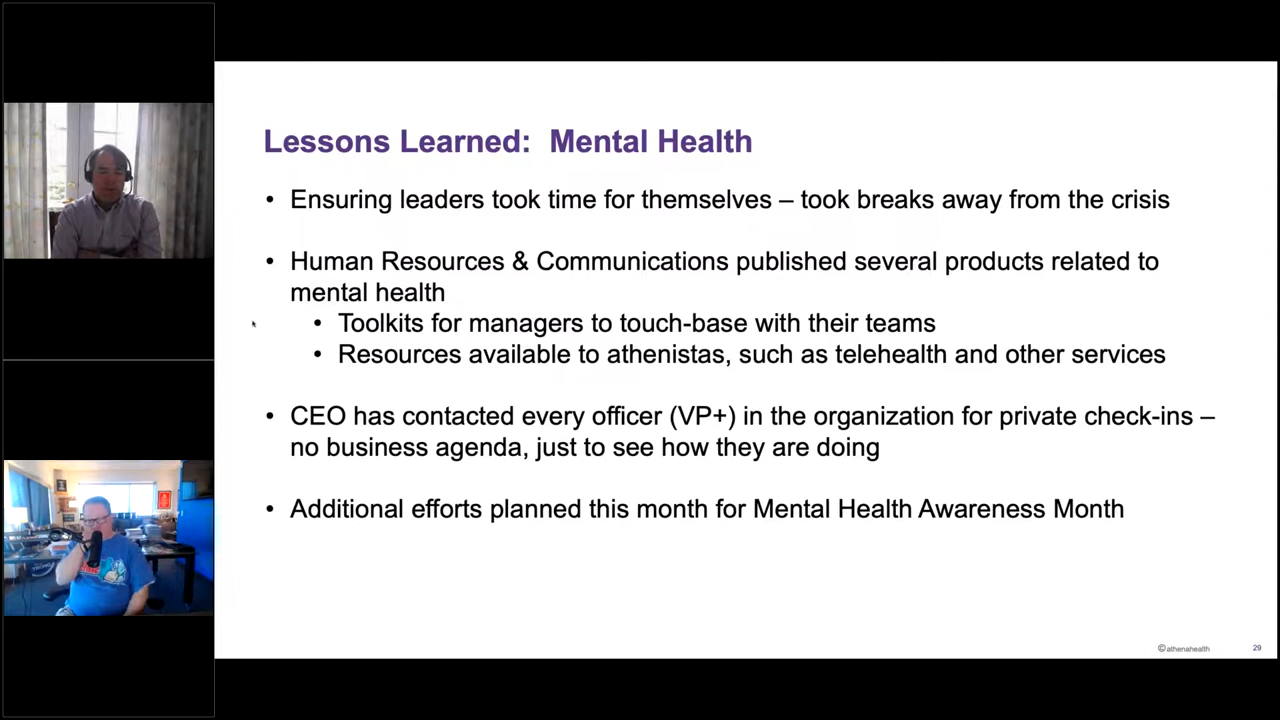 Lessons Learned:  Mental Health
• Ensuring leaders took time for themselves – took breaks away from the crisis
• Human Resources & Communications published several products related to
mental health
• Toolkits for managers to touch-base with their teams
• Resources available to athenistas, such as telehealth and other services
• CEO has contacted every officer (VP+) in the organization for private check-ins –
no business agenda, just to see how they are doing
• Additional efforts planned this month for Mental Health Awareness Month
©athenahealth
29